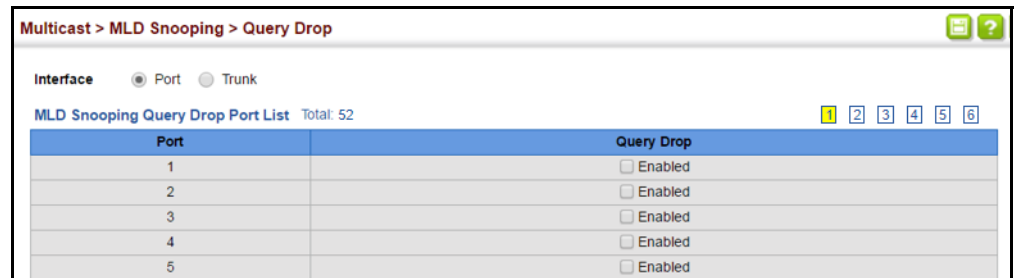 Multicast > MLD Snooping > Query Drop
?
Interface Port Trunk
MLD Snooping Query Drop Port List Total: 52 1 2 3 4 5 6
Port Query Drop
1 Enabled
2 Enabled
3 Enabled
4 Enabled
5 Enabled